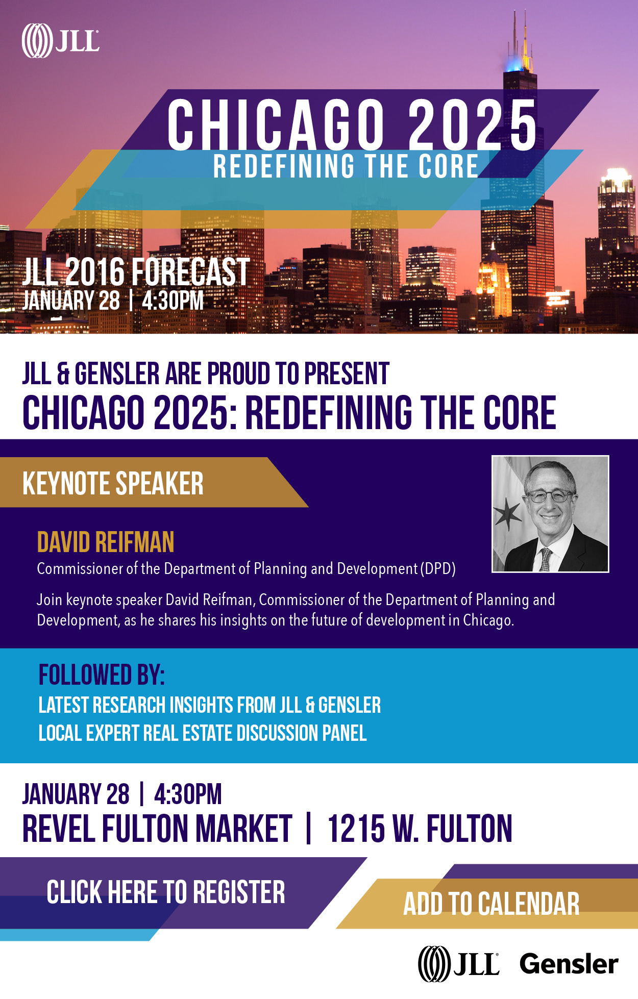 JLL
CHICAGO 2025
REDEFINING THE CORE
JLL 2016 FORECAST
JANUARY 28 | 4:30PM
JLL & GENSLER ARE PROUD TO PRESENT
CHICAGO 2025: REDEFINING THE CORE
KEYNOTE SPEAKER
DAVID REIFMAN
Commissioner of the Department of Planning and Development (DPD)
Join keynote speaker David Reifman, Commissioner of the Department of Planning and
Development, as he shares his insights on the future of development in Chicago.
FOLLOWED BY:
LATEST RESEARCH INSIGHTS FROM JLL & GENSLER
LOCAL EXPERT REAL ESTATE DISCUSSION PANEL
JANUARY 28 | 4:30PM
REVEL FULTON MARKET | 1215 W. FULTON
CLICK HERE TO REGISTER
ADD TO CALENDAR
JLL® Gensler